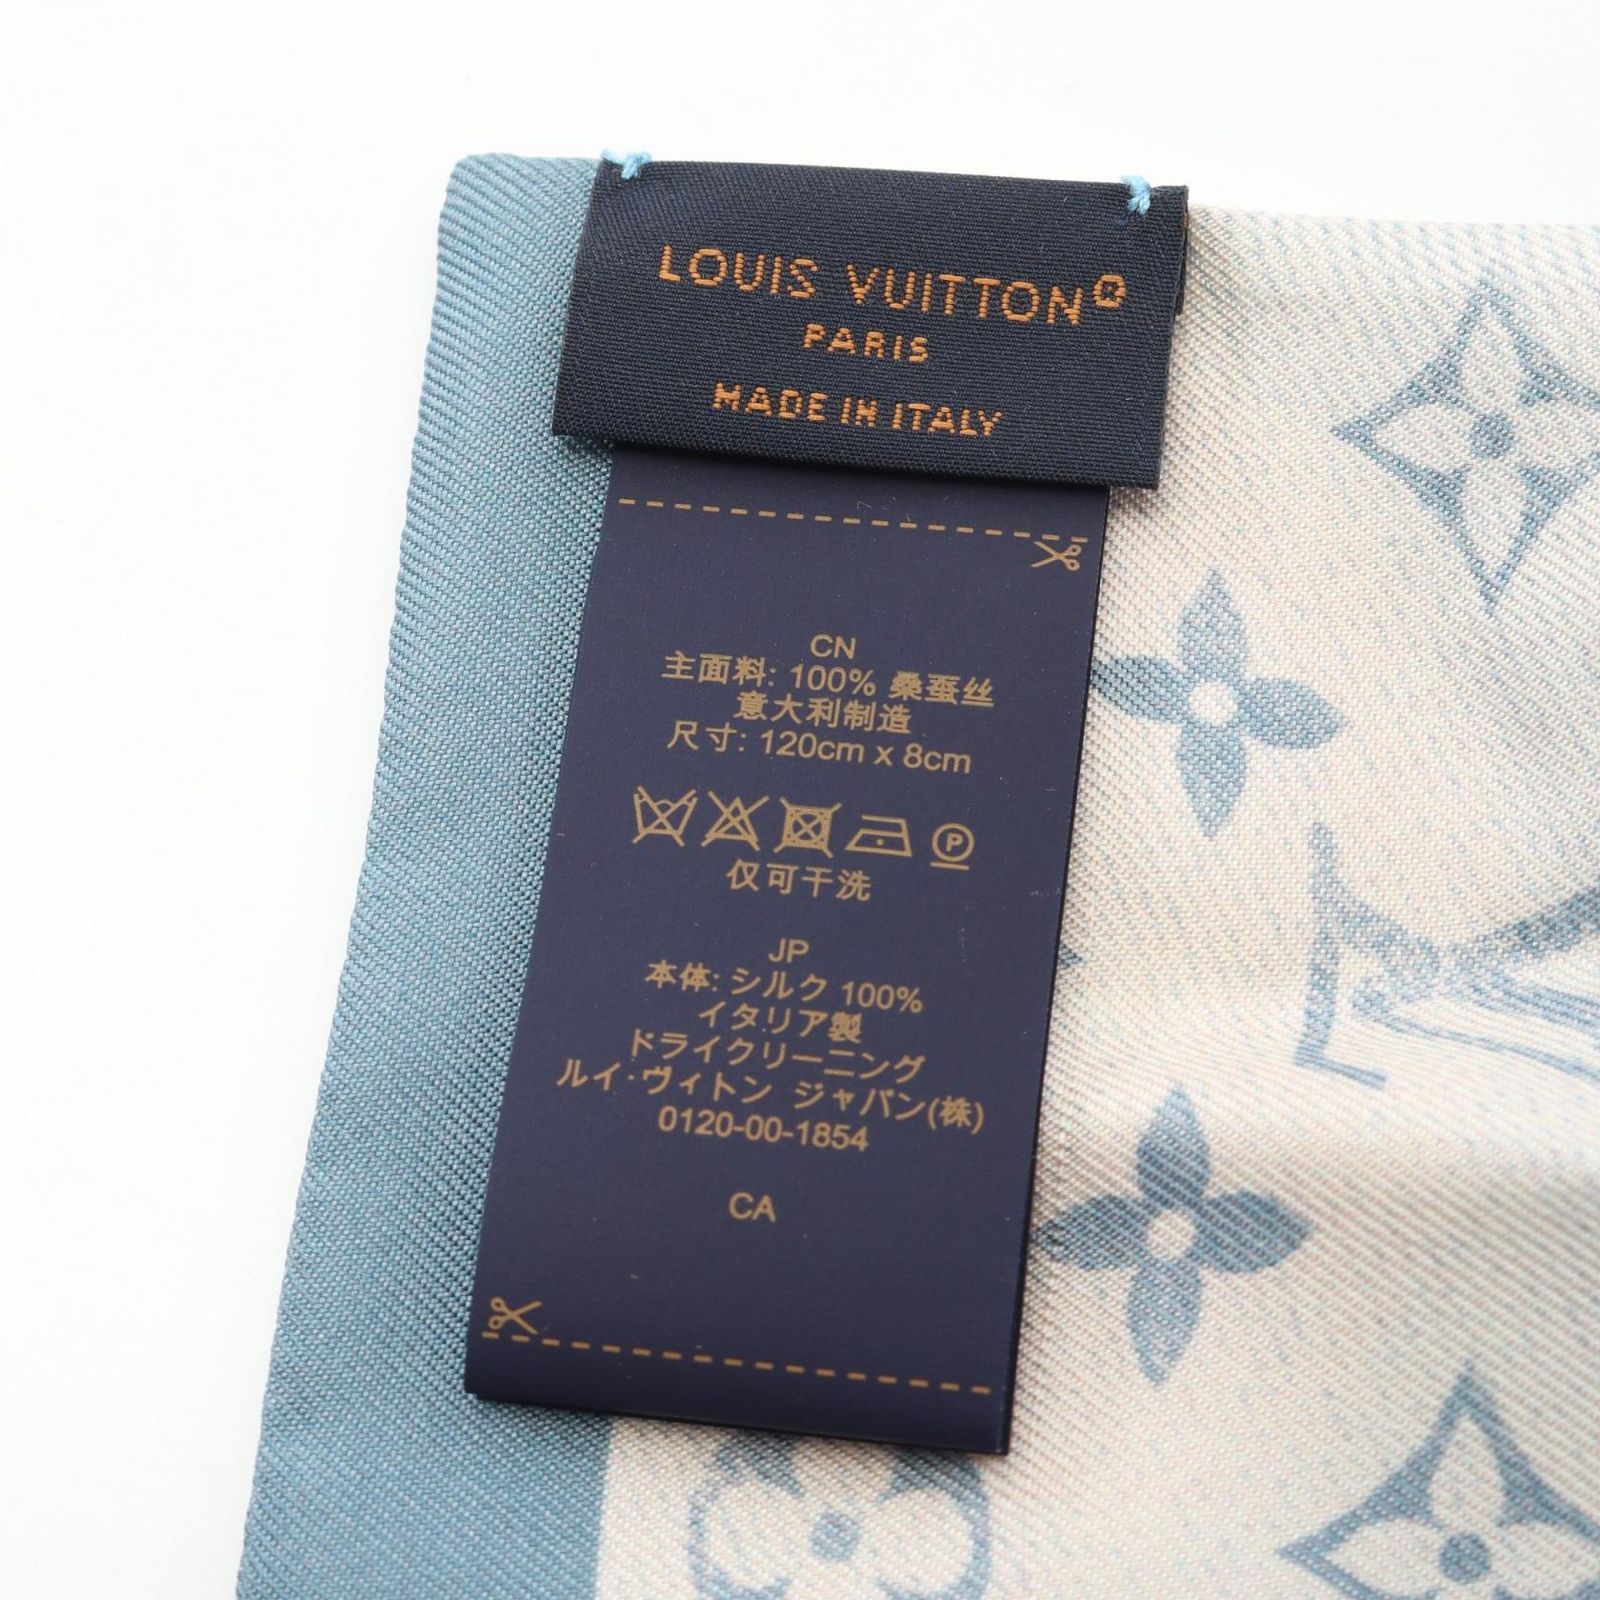 LOUIS VUITTON®
PARIS
MADE IN ITALY
CN
主面料: 100% 桑蚕丝
意大利制造
尺寸: 120cm x 8cm
P
仅可干洗
JP
本体: シルク 100%
イタリア製
ドライクリーニング
ルイ·ヴィトン ジャパン(株)
0120-00-1854
CA